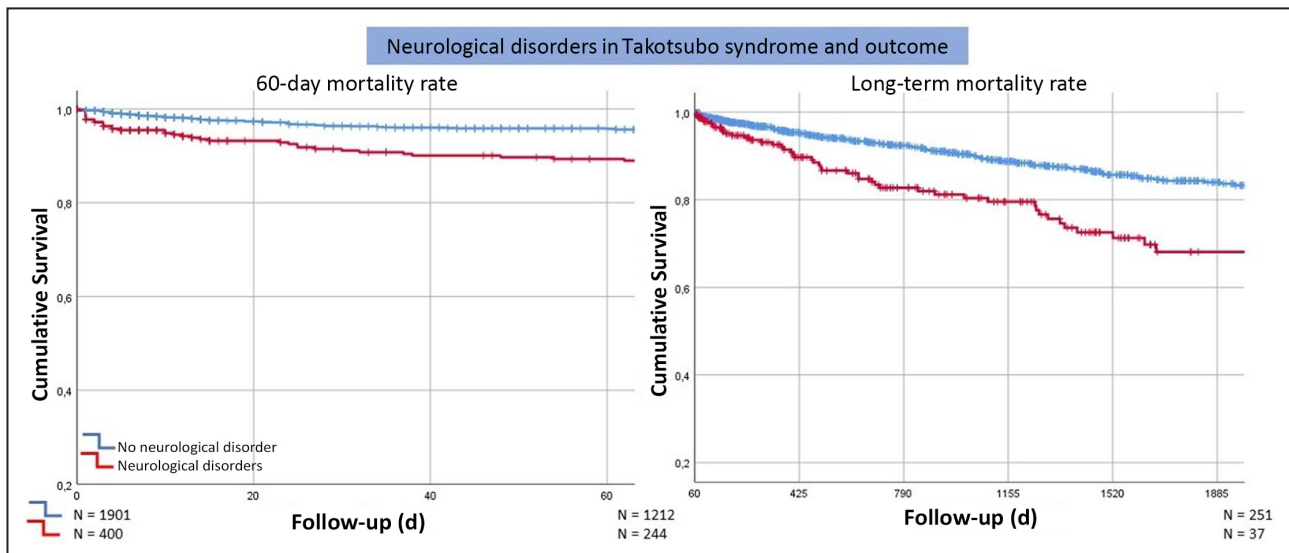 Neurological disorders in Takotsubo syndrome and outcome
60-day mortality rate
Cumulative Survival
1,0
0,8
0,6
0,4
0,2
No neurological disorder
Neurological disorders
0
20
40
60
Follow-up (d)
N = 1901
N = 400
N = 1212
N = 244
Long-term mortality rate
Cumulative Survival
1,0
0,8
0,6
0,4
0,2
60
425
790
1155
1520
1885
Follow-up (d)
N = 251
N = 37